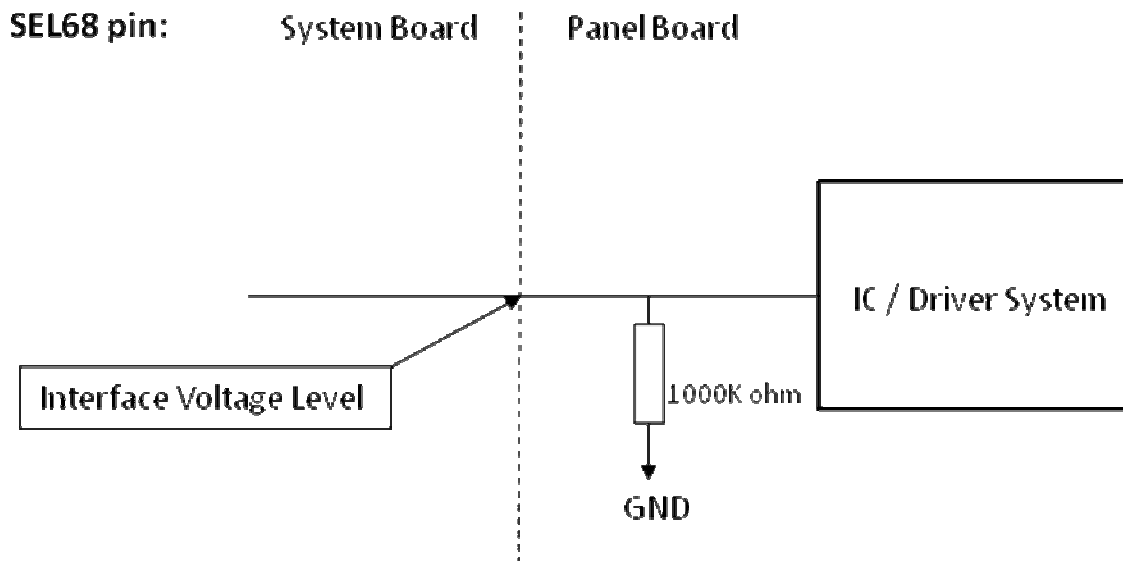 SEL68 pin:
System Board
Panel Board
IC / Driver System
Interface Voltage Level
1000K ohm
GND